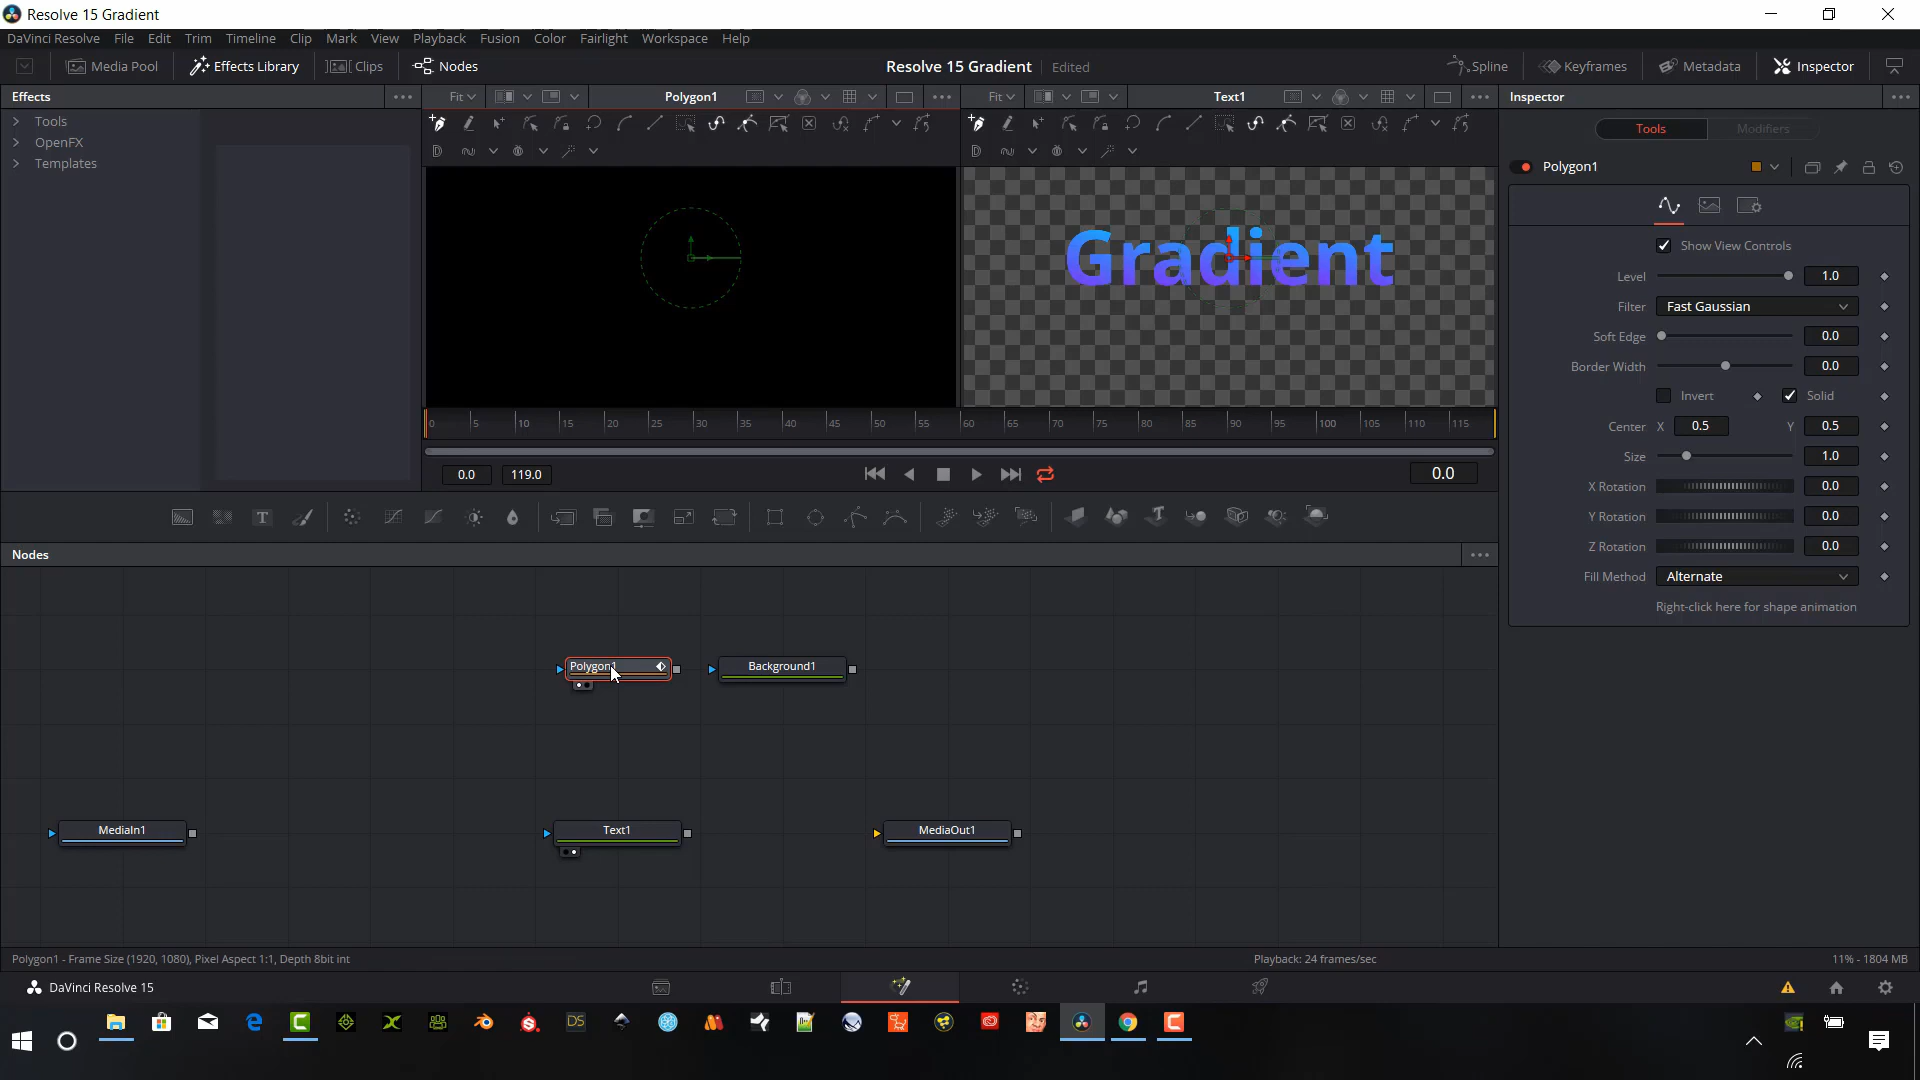 Resolve 15 Gradient
DaVinci Resolve File Edit Trim Timeline Clip Mark View Playback Fusion Color Fairlight Workspace Help
Media Pool Effects Library Clips Nodes Resolve 15 Gradient Edited Spline Keyframes Metadata Inspector
Effects Fit Polygon1 Fit Text1 Inspector
Tools
OpenFX
Templates
Gradient
Tools Modifiers
Polygon1
Show View Controls
Level 1.0
Filter Fast Gaussian
Soft Edge 0.0
Border Width 0.0
Invert Solid
Center X 0.5 Y 0.5
Size 1.0
X Rotation 0.0
Y Rotation 0.0
Z Rotation 0.0
Fill Method Alternate
Right-click here for shape animation
0 5 10 15 20 25 30 35 40 45 50 55 60 65 70 75 80 85 90 95 100 105 110 115
0.0 119.0 0.0
Nodes
Polygon1 Background1
MediaIn1 Text1 MediaOut1
Polygon1 - Frame Size (1920, 1080), Pixel Aspect 1:1, Depth 8bit int Playback: 24 frames/sec 11% - 1804 MB
DaVinci Resolve 15
DS